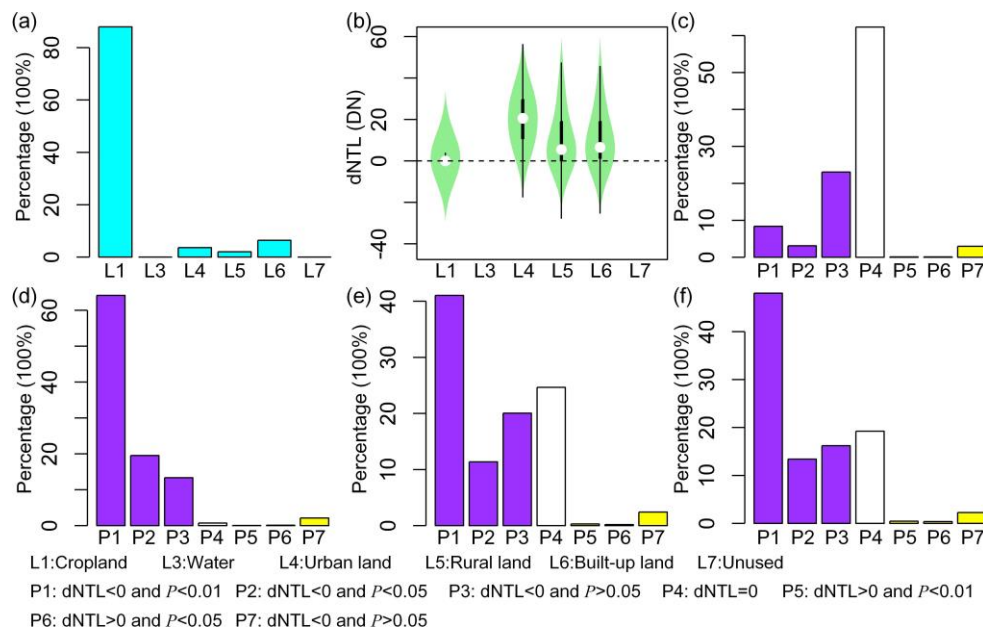 (a)
Percentage (100%)
80
60
40
20
0
L1 L3 L4 L5 L6 L7
(b)
dNTL (DN)
60
20
0
-40
L1 L3 L4 L5 L6 L7
(c)
Percentage (100%)
50
30
10
0
P1 P2 P3 P4 P5 P6 P7
(d)
Percentage (100%)
60
40
20
0
P1 P2 P3 P4 P5 P6 P7
(e)
Percentage (100%)
40
30
20
10
0
P1 P2 P3 P4 P5 P6 P7
(f)
Percentage (100%)
40
30
20
10
0
P1 P2 P3 P4 P5 P6 P7
L1:Cropland L3:Water L4:Urban land L5:Rural land L6:Built-up land L7:Unused
P1: dNTL<0 and P<0.01 P2: dNTL<0 and P<0.05 P3: dNTL<0 and P>0.05 P4: dNTL=0 P5: dNTL>0 and P<0.01
P6: dNTL>0 and P<0.05 P7: dNTL<0 and P>0.05